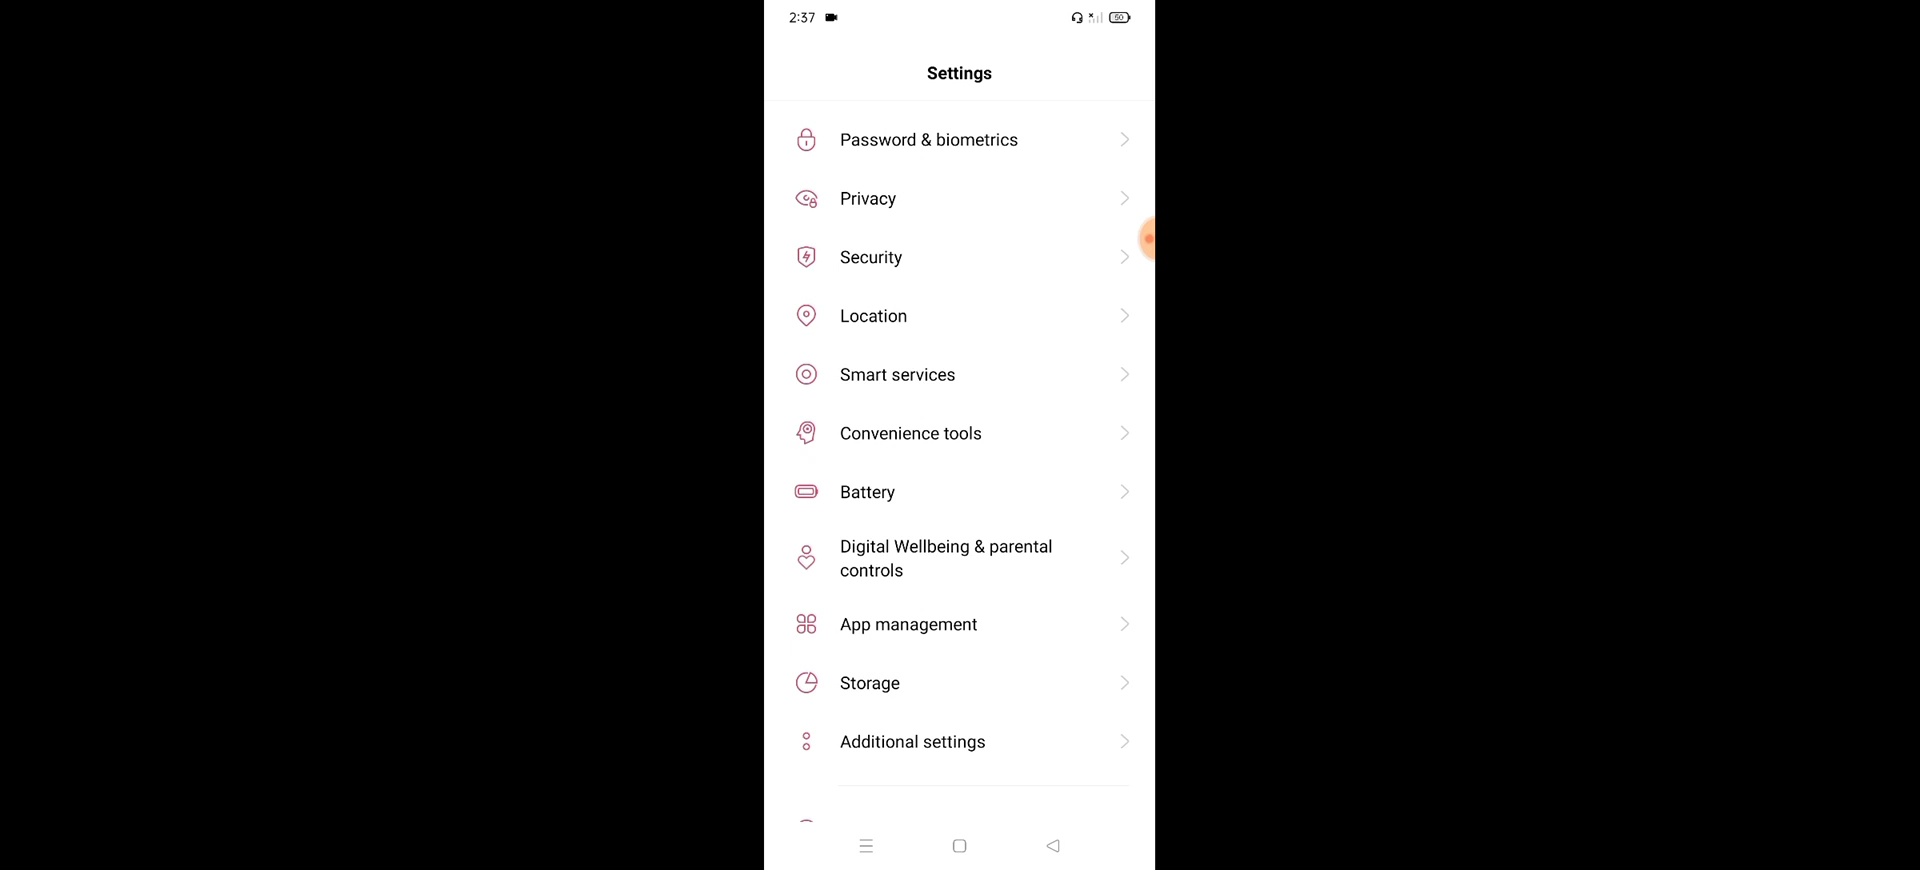 2:37
50
Settings
Password & biometrics
Privacy
Security
Location
Smart services
Convenience tools
Battery
Digital Wellbeing & parental
controls
App management
Storage
Additional settings